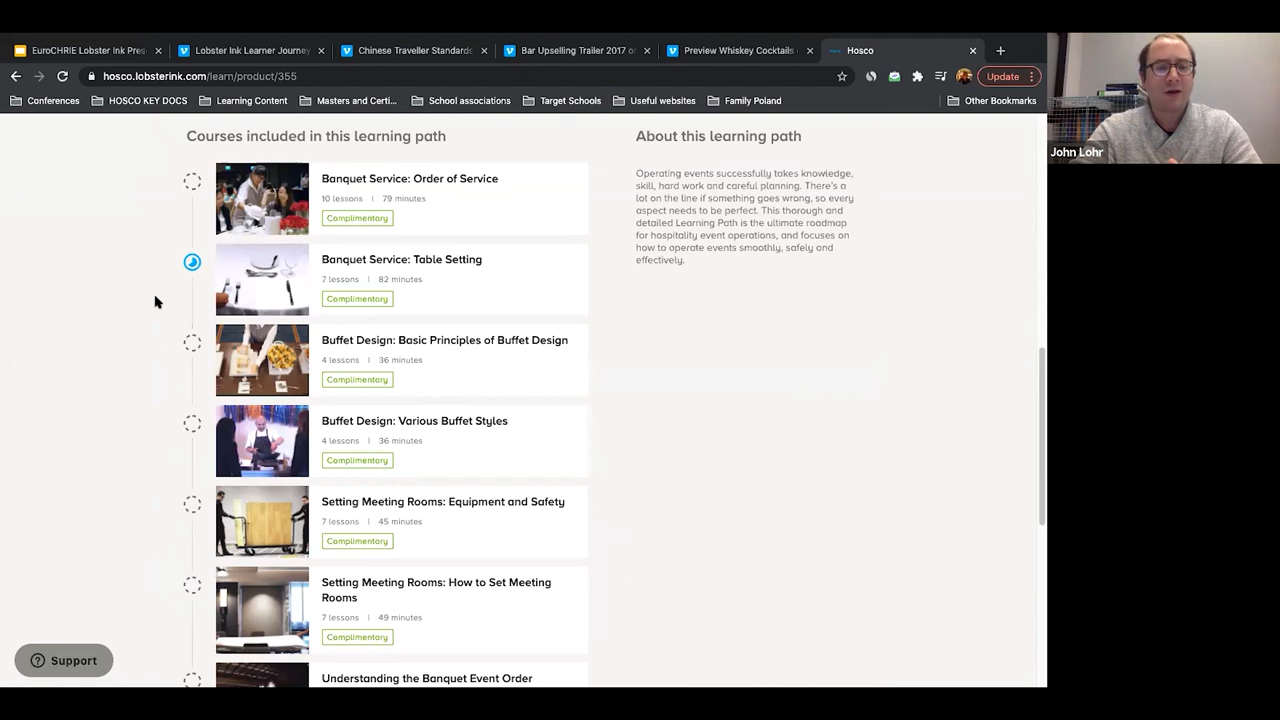 EuroCHRIE Lobster Ink Pres
Lobster Ink Learner Journey
Chinese Traveller Standards
Bar Upselling Trailer 2017 o
Preview Whiskey Cocktails
Hosco
hosco.lobsterink.com/learn/product/355
Update
Conferences
HOSCO KEY DOCS
Learning Content
Masters and Certi...
School associations
Target Schools
Useful websites
Family Poland
Other Bookmarks
John Lohr
Courses included in this learning path
Banquet Service: Order of Service
10 lessons | 79 minutes
Complimentary
Banquet Service: Table Setting
7 lessons | 82 minutes
Complimentary
Buffet Design: Basic Principles of Buffet Design
4 lessons | 36 minutes
Complimentary
Buffet Design: Various Buffet Styles
4 lessons | 36 minutes
Complimentary
Setting Meeting Rooms: Equipment and Safety
7 lessons | 45 minutes
Complimentary
Setting Meeting Rooms: How to Set Meeting
Rooms
7 lessons | 49 minutes
Complimentary
Understanding the Banquet Event Order
About this learning path
Operating events successfully takes knowledge,
skill, hard work and careful planning. There's a
lot on the line if something goes wrong, so every
aspect needs to be perfect. This thorough and
detailed Learning Path is the ultimate roadmap
for hospitality event operations, and focuses on
how to operate events smoothly, safely and
effectively.
Support